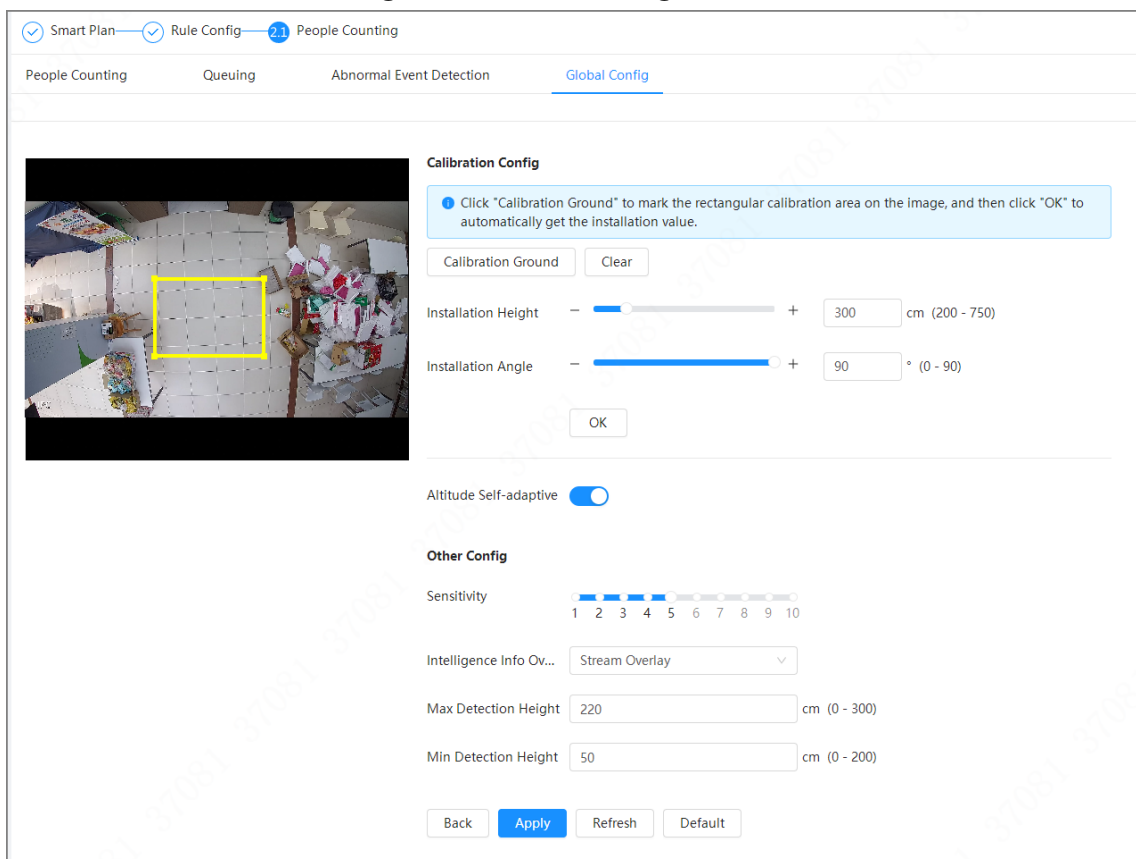 Smart Plan Rule Config 2.1 People Counting
People Counting Queuing Abnormal Event Detection Global Config
Calibration Config
Click "Calibration Ground" to mark the rectangular calibration area on the image, and then click "OK" to
automatically get the installation value.
Calibration Ground Clear
Installation Height − + 300 cm (200 - 750)
Installation Angle − + 90 ° (0 - 90)
OK
Altitude Self-adaptive
Other Config
Sensitivity
1 2 3 4 5 6 7 8 9 10
Intelligence Info Ov... Stream Overlay
Max Detection Height 220 cm (0 - 300)
Min Detection Height 50 cm (0 - 200)
Back Apply Refresh Default
37081